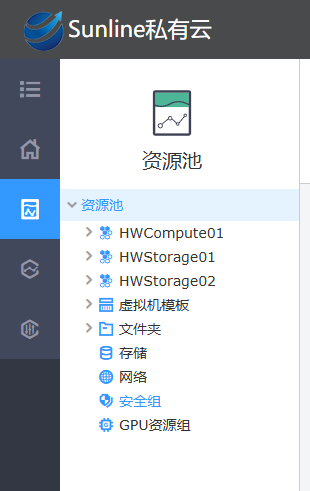 Sunline私有云
资源池
资源池
HWCompute01
HWStorage01
HWStorage02
虚拟机模板
文件夹
存储
网络
安全组
GPU资源组